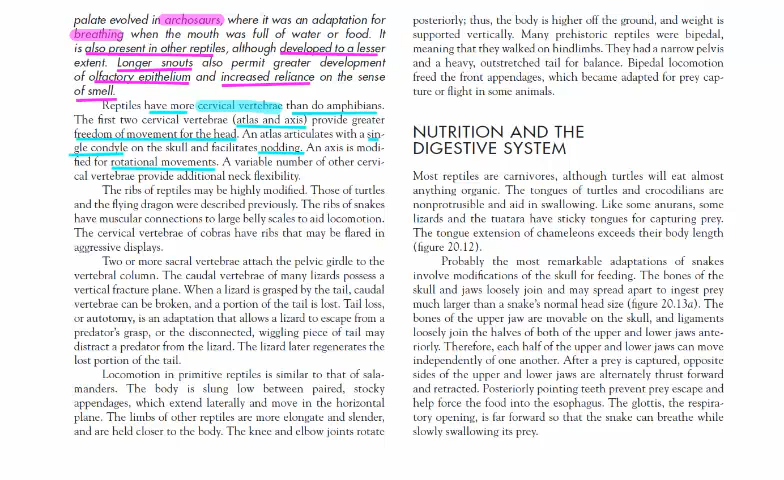 palate evolved in archosaurs, where it was an adaptation for
breathing when the mouth was full of water or food. It
is also present in other reptiles, although developed to a lesser
extent. Longer snouts also permit greater development
of olfactory epithelium and increased reliance on the sense
of smell.
Reptiles have more cervical vertebrae than do amphibians.
The first two cervical vertebrae (atlas and axis) provide greater
freedom of movement for the head. An atlas articulates with a sin-
gle condyle on the skull and facilitates nodding. An axis is modi-
fied for rotational movements. A variable number of other cervi-
cal vertebrae provide additional neck flexibility.
The ribs of reptiles may be highly modified. Those of turtles
and the flying dragon were described previously. The ribs of snakes
have muscular connections to large belly scales to aid locomotion.
The cervical vertebrae of cobras have ribs that may be flared in
aggressive displays.
Two or more sacral vertebrae attach the pelvic girdle to the
vertebral column. The caudal vertebrae of many lizards possess a
vertical fracture plane. When a lizard is grasped by the tail, caudal
vertebrae can be broken, and a portion of the tail is lost. Tail loss,
or autotomy, is an adaptation that allows a lizard to escape from a
predator's grasp, or the disconnected, wiggling piece of tail may
distract a predator from the lizard. The lizard later regenerates the
lost portion of the tail.
Locomotion in primitive reptiles is similar to that of sala-
manders. The body is slung low between paired, stocky
appendages, which extend laterally and move in the horizontal
plane. The limbs of other reptiles are more elongate and slender,
and are held closer to the body. The knee and elbow joints rotate
posteriorly; thus, the body is higher off the ground, and weight is
supported vertically. Many prehistoric reptiles were bipedal,
meaning that they walked on hindlimbs. They had a narrow pelvis
and a heavy, outstretched tail for balance. Bipedal locomotion
freed the front appendages, which became adapted for prey cap-
ture or flight in some animals.
NUTRITION AND THE
DIGESTIVE SYSTEM
Most reptiles are carnivores, although turtles will eat almost
anything organic. The tongues of turtles and crocodilians are
nonprotrusible and aid in swallowing. Like some anurans, some
lizards and the tuatara have sticky tongues for capturing prey.
The tongue extension of chameleons exceeds their body length
(figure 20.12).
Probably the most remarkable adaptations of snakes
involve modifications of the skull for feeding. The bones of the
skull and jaws loosely join and may spread apart to ingest prey
much larger than a snake's normal head size (figure 20.13a). The
bones of the upper jaw are movable on the skull, and ligaments
loosely join the halves of both of the upper and lower jaws ante-
riorly. Therefore, each half of the upper and lower jaws can move
independently of one another. After a prey is captured, opposite
sides of the upper and lower jaws are alternately thrust forward
and retracted. Posteriorly pointing teeth prevent prey escape and
help force the food into the esophagus. The glottis, the respira-
tory opening, is far forward so that the snake can breathe while
slowly swallowing its prey.